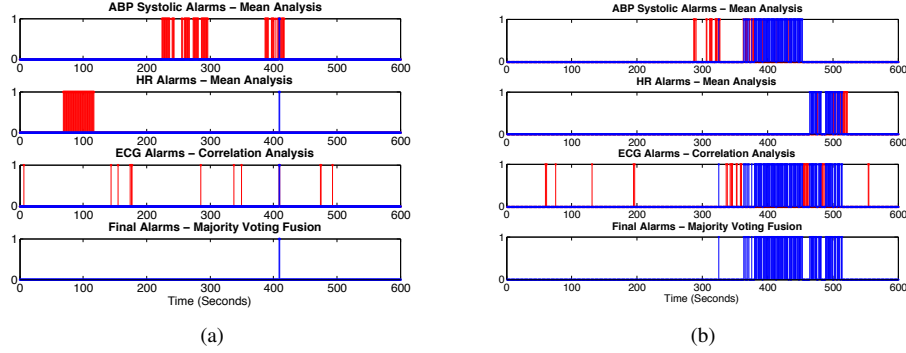 ABP Systolic Alarms – Mean Analysis
1
0
0 100 200 300 400 500 600
HR Alarms – Mean Analysis
1
0
0 100 200 300 400 500 600
ECG Alarms – Correlation Analysis
1
0
0 100 200 300 400 500 600
Final Alarms – Majority Voting Fusion
1
0
0 100 200 300 400 500 600
Time (Seconds)
(a)
ABP Systolic Alarms – Mean Analysis
1
0
0 100 200 300 400 500 600
HR Alarms – Mean Analysis
1
0
0 100 200 300 400 500 600
ECG Alarms – Correlation Analysis
1
0
0 100 200 300 400 500 600
Final Alarms – Majority Voting Fusion
1
0
0 100 200 300 400 500 600
Time (Seconds)
(b)